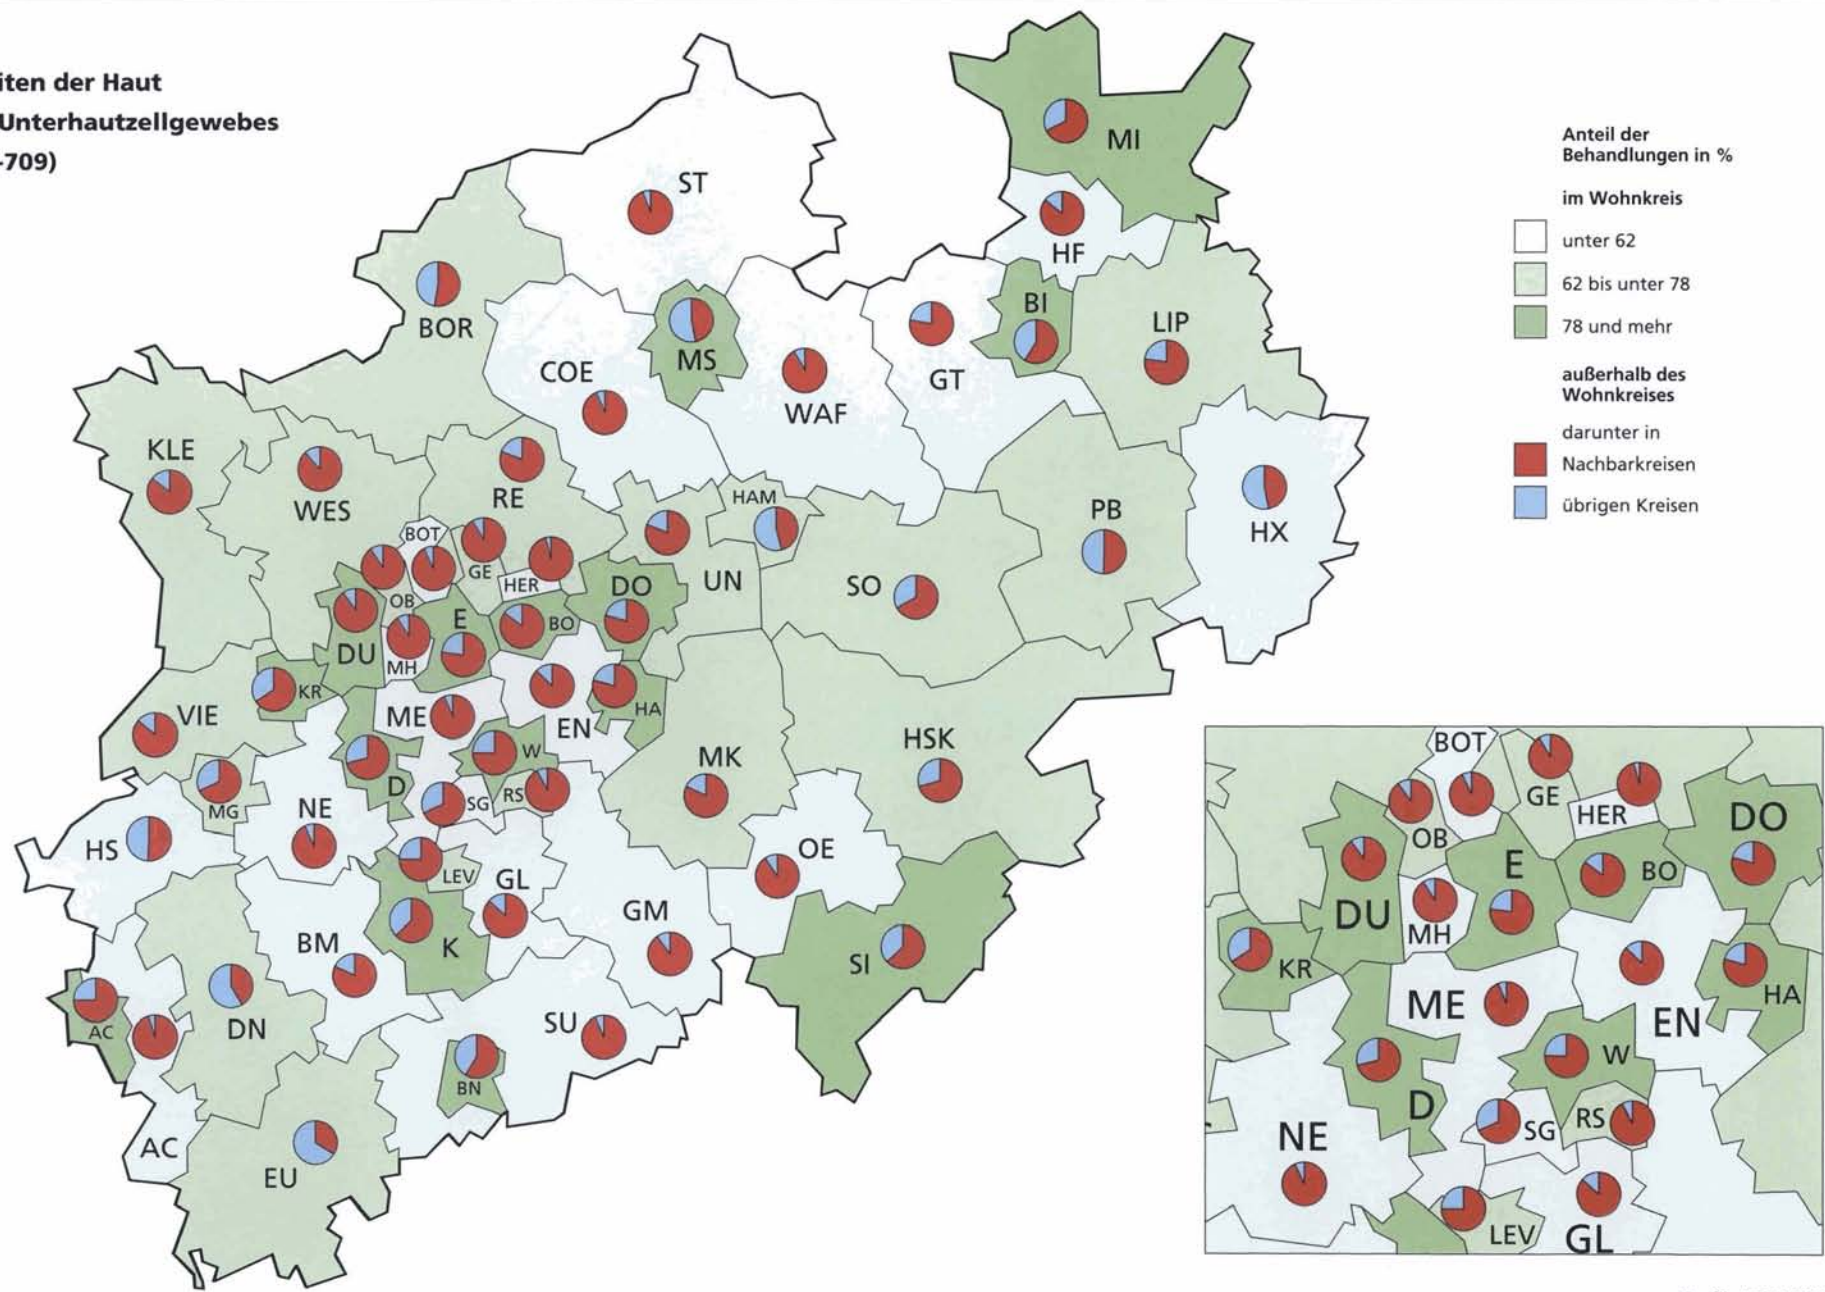 iten der Haut
Unterhautzellgewebes
-709)
Anteil der
Behandlungen in %
im Wohnkreis
unter 62
62 bis unter 78
78 und mehr
außerhalb des
Wohnkreises
darunter in
Nachbarkreisen
übrigen Kreisen
MI
ST
HF
BI
BOR
LIP
MS
COE
GT
WAF
KLE
RE
HAM
WES
PB
HX
BOT
GE
HER
DO
UN
SO
OB
E
BO
DU
MH
KR
HA
VIE
ME
EN
HSK
W
MK
D
SG
RS
MG
NE
HS
OE
LEV
GL
GM
BM
K
SI
AC
DN
SU
BN
AC
EU
BOT
GE
HER
DO
OB
E
BO
DU
MH
KR
HA
ME
EN
W
D
SG
RS
NE
LEV
GL